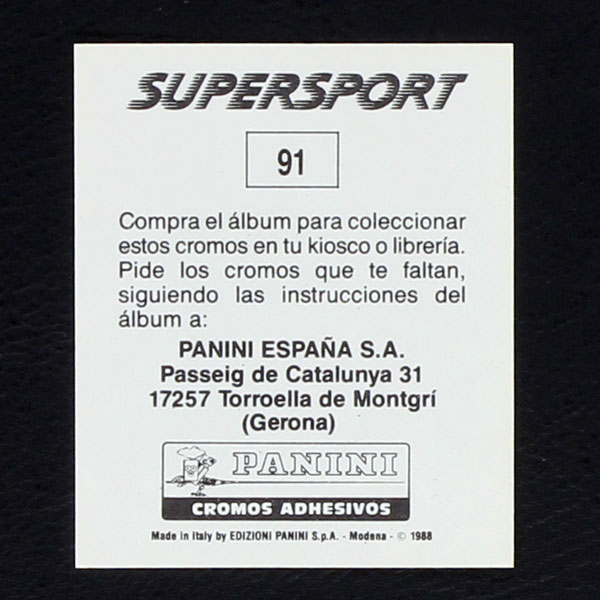 SUPERSPORT
91
Compra el álbum para coleccionar
estos cromos en tu kiosco o librería.
Pide los cromos que te faltan,
siguiendo las instrucciones del
álbum a:
PANINI ESPAÑA S.A.
Passeig de Catalunya 31
17257 Torroella de Montgrí
(Gerona)
PANINI
CROMOS ADHESIVOS
Made in Italy by EDIZIONI PANINI S.p.A. - Modena - © 1988